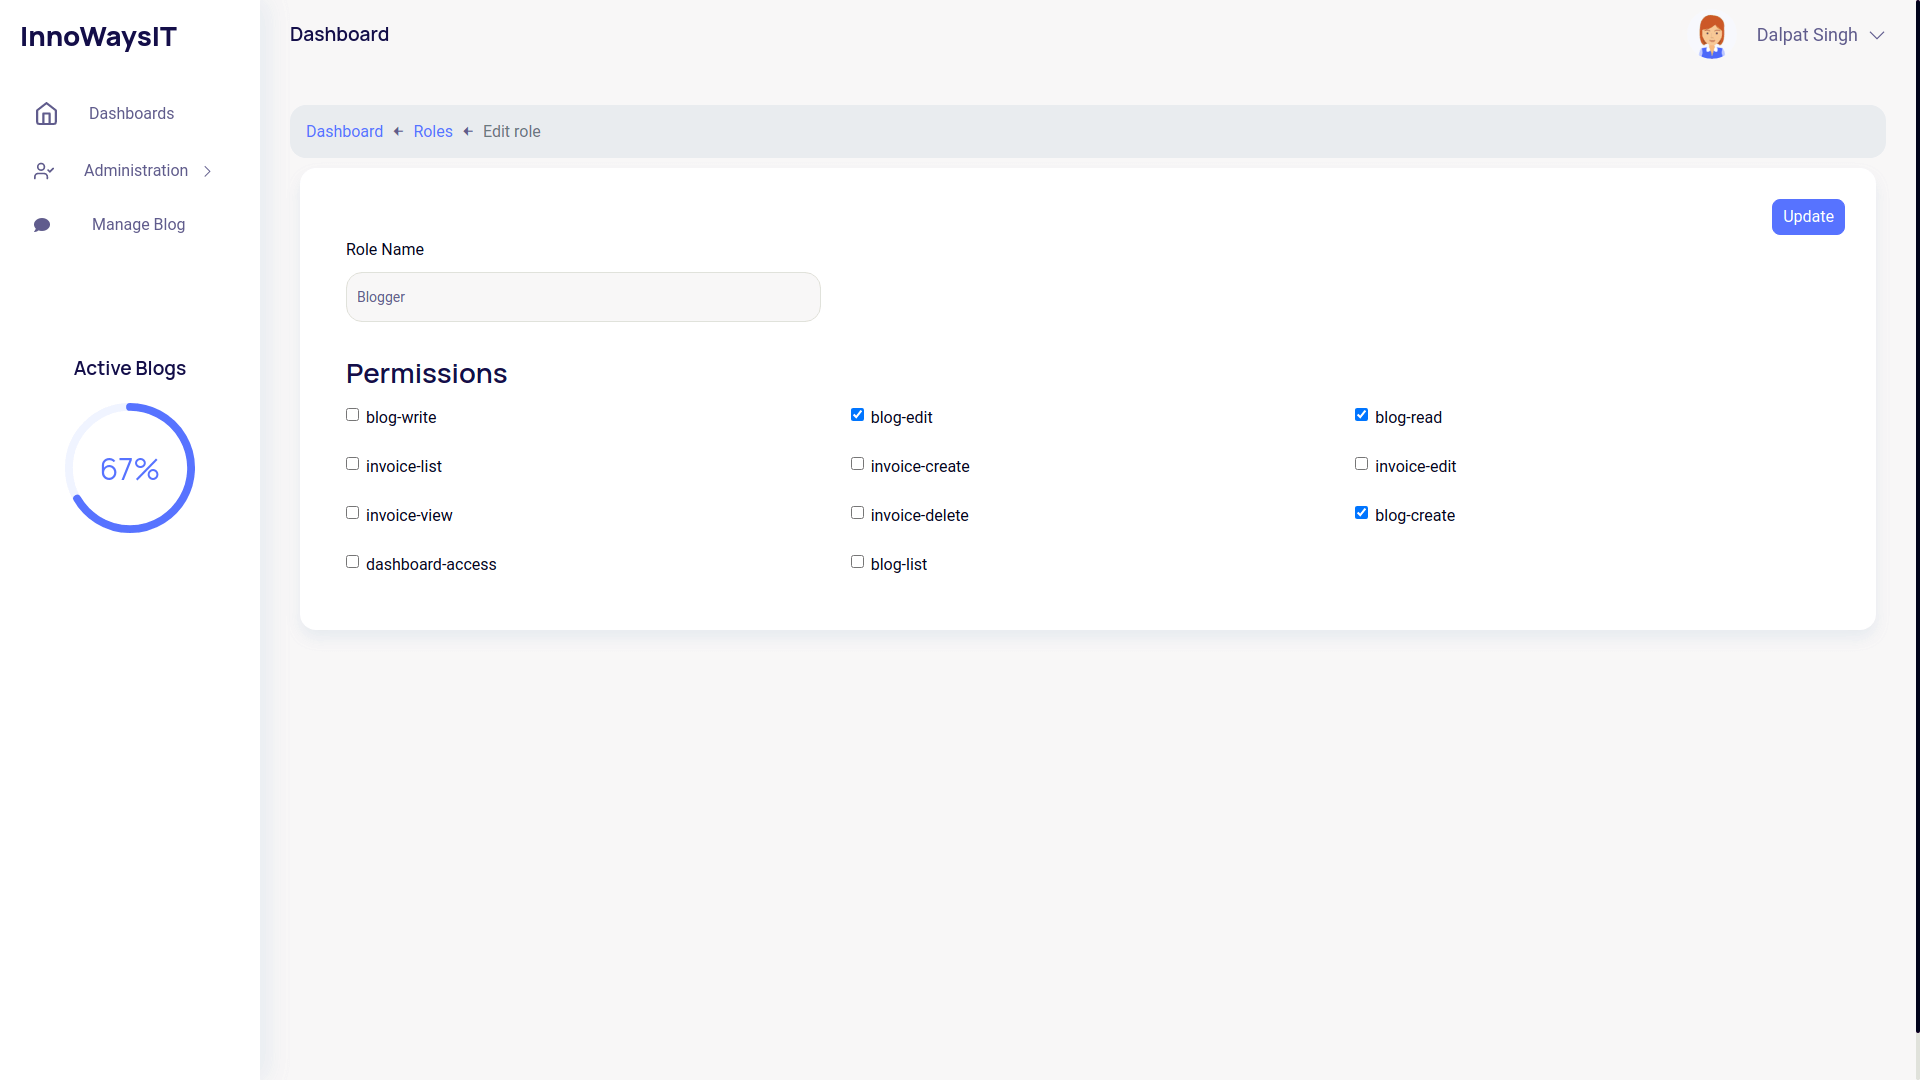 InnoWaysIT
Dashboard
Dalpat Singh
Dashboards
Administration
Manage Blog
Active Blogs
67%
Dashboard
Roles
Edit role
Update
Role Name
Blogger
Permissions
blog-write
blog-edit
blog-read
invoice-list
invoice-create
invoice-edit
invoice-view
invoice-delete
blog-create
dashboard-access
blog-list